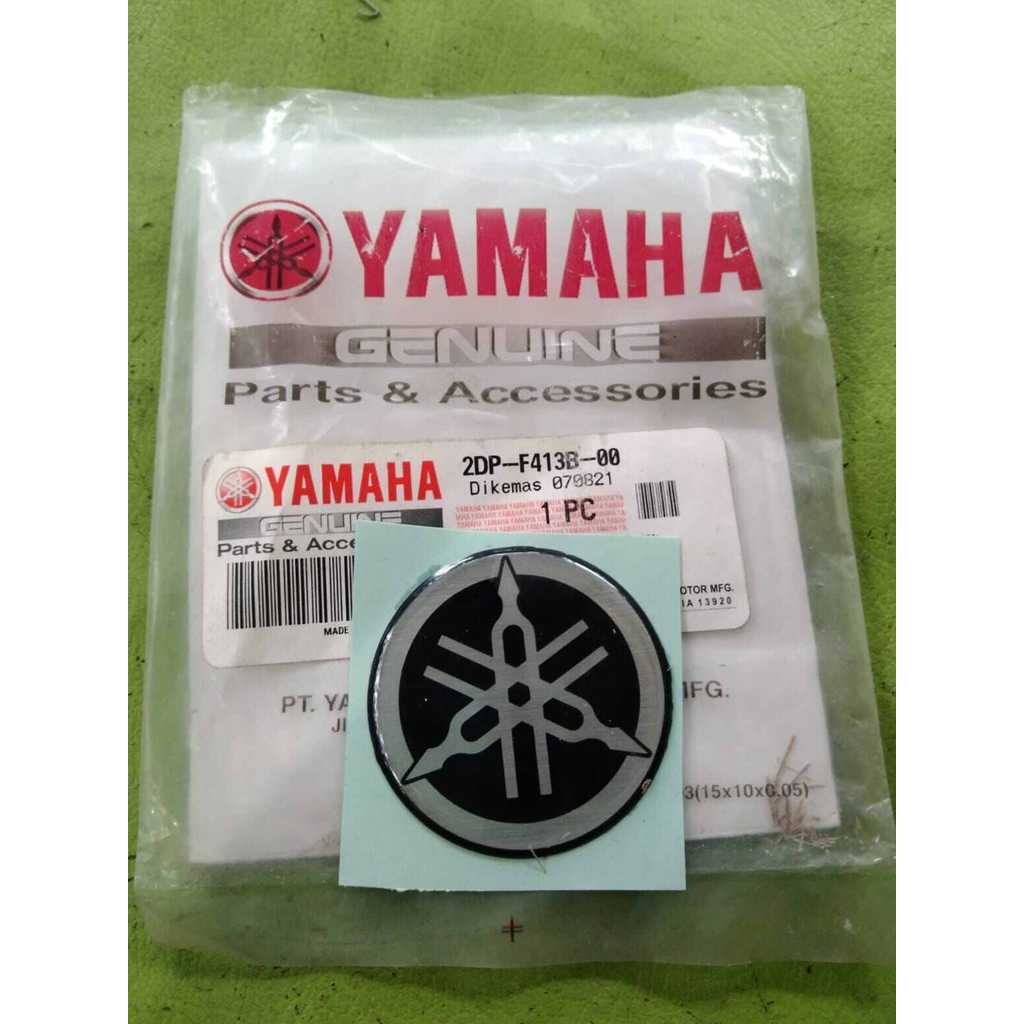 YAMAHA
GENUINE
Parts & Accessories
YAMAHA
GENUINE
Parts & Acce
2DP-F413B-00
Dikemas 070821
1 PC
MADE
OTOR MFG.
IA 13920
PT. YA
MFG.
3(15x10x0.05)